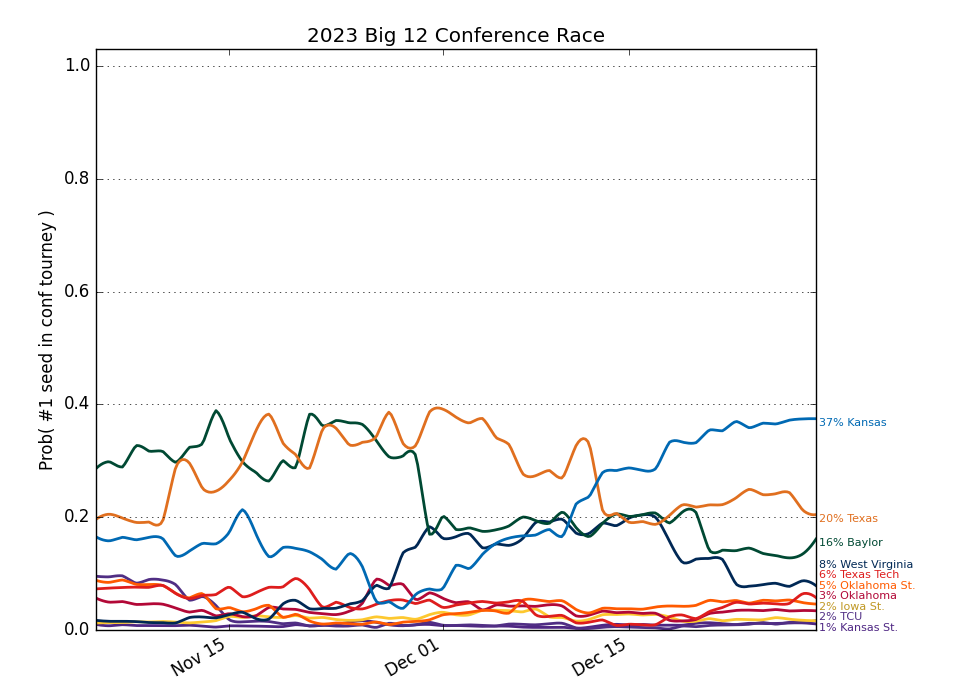 2023 Big 12 Conference Race
Prob( #1 seed in conf tourney )
1.0
0.8
0.6
0.4
0.2
0.0
Nov 15
Dec 01
Dec 15
37% Kansas
20% Texas
16% Baylor
8% West Virginia
6% Texas Tech
5% Oklahoma St.
3% Oklahoma
2% Iowa St.
2% TCU
1% Kansas St.